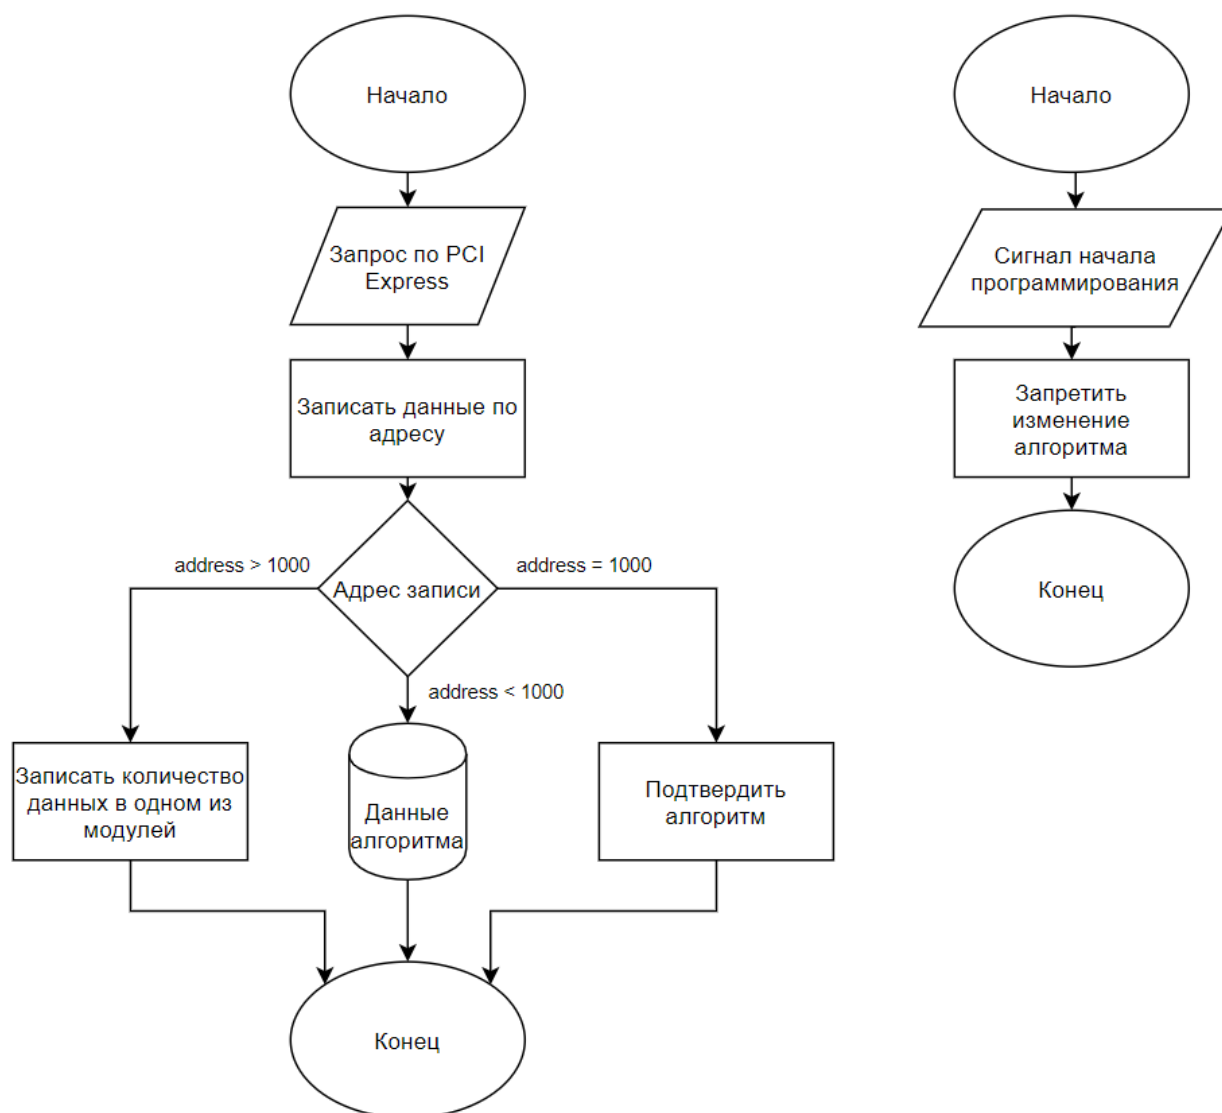 Начало
Запрос по PCI
Express
Записать данные по
адресу
address > 1000
Адрес записи
address = 1000
address < 1000
Записать количество
данных в одном из
модулей
Данные
алгоритма
Подтвердить
алгоритм
Конец
Начало
Сигнал начала
программирования
Запретить
изменение
алгоритма
Конец